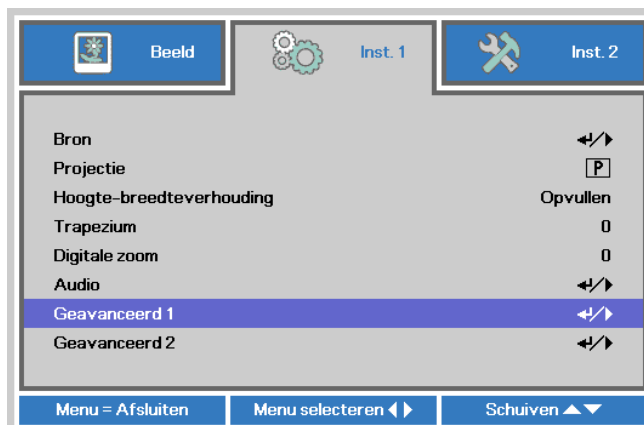 Beeld Inst. 1 Inst. 2
Bron
Projectie P
Hoogte-breedteverhouding Opvullen
Trapezium 0
Digitale zoom 0
Audio
Geavanceerd 1
Geavanceerd 2
Menu = Afsluiten Menu selecteren Schuiven